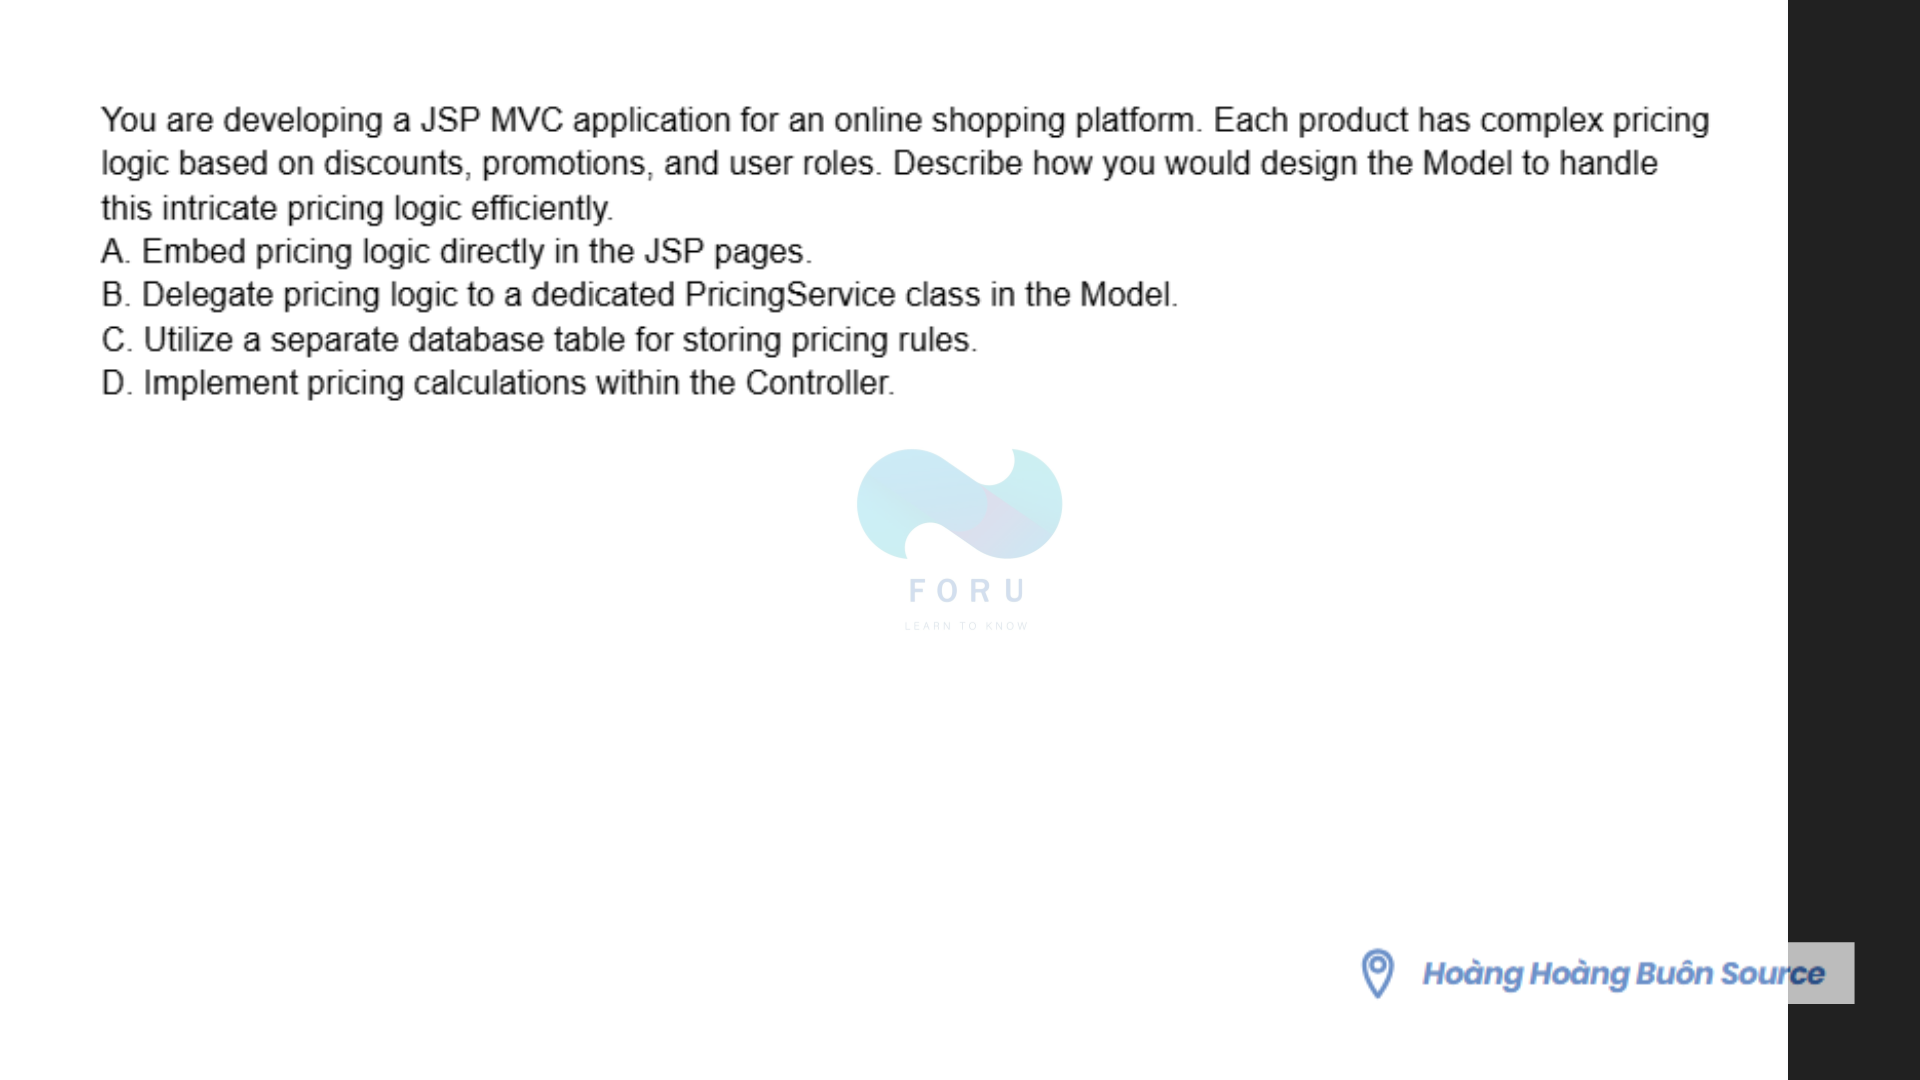 You are developing a JSP MVC application for an online shopping platform. Each product has complex pricing
logic based on discounts, promotions, and user roles. Describe how you would design the Model to handle
this intricate pricing logic efficiently.
A. Embed pricing logic directly in the JSP pages.
B. Delegate pricing logic to a dedicated PricingService class in the Model.
C. Utilize a separate database table for storing pricing rules.
D. Implement pricing calculations within the Controller.
FORU
LEARN TO KNOW
Hoàng Hoàng Buôn Source